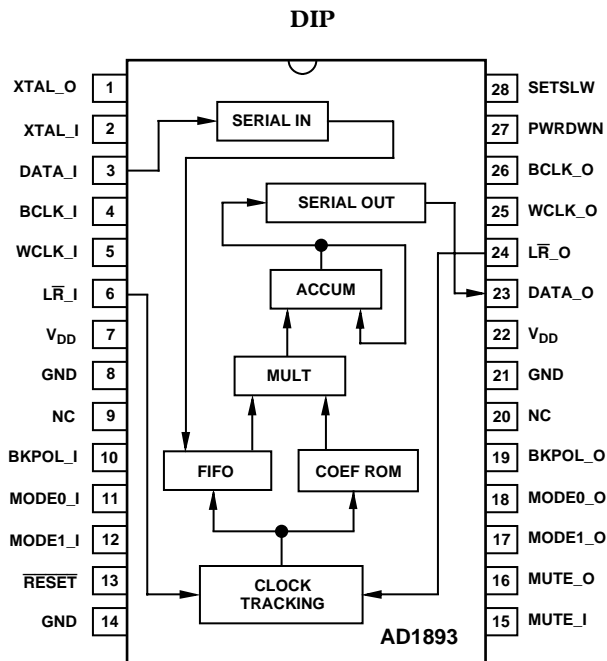 DIP
XTAL_O 1
28 SETSLW
XTAL_I 2
SERIAL IN
27 PWRDWN
DATA_I 3
26 BCLK_O
BCLK_I 4
SERIAL OUT
25 WCLK_O
WCLK_I 5
24 LR̅_O
LR̅_I 6
ACCUM
23 DATA_O
VDD 7
22 VDD
GND 8
MULT
21 GND
NC 9
20 NC
BKPOL_I 10
FIFO
COEF ROM
19 BKPOL_O
MODE0_I 11
18 MODE0_O
MODE1_I 12
17 MODE1_O
R̅E̅S̅E̅T̅ 13
CLOCK
TRACKING
16 MUTE_O
GND 14
AD1893
15 MUTE_I